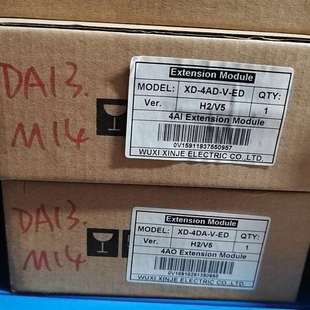 DA13.
M14
Extension Module
MODEL: XD-4AD-V-ED QTY:
Ver. H2/V5 1
4AI Extension Module
0V15911937550957
WUXI XINJE ELECTRIC CO.,LTD.
DA13.
M14
Extension Module
MODEL: XD-4DA-V-ED QTY:
Ver. H2/V5 1
4AO Extension Module
WUXI XINJE ELECTRIC CO.,LTD.